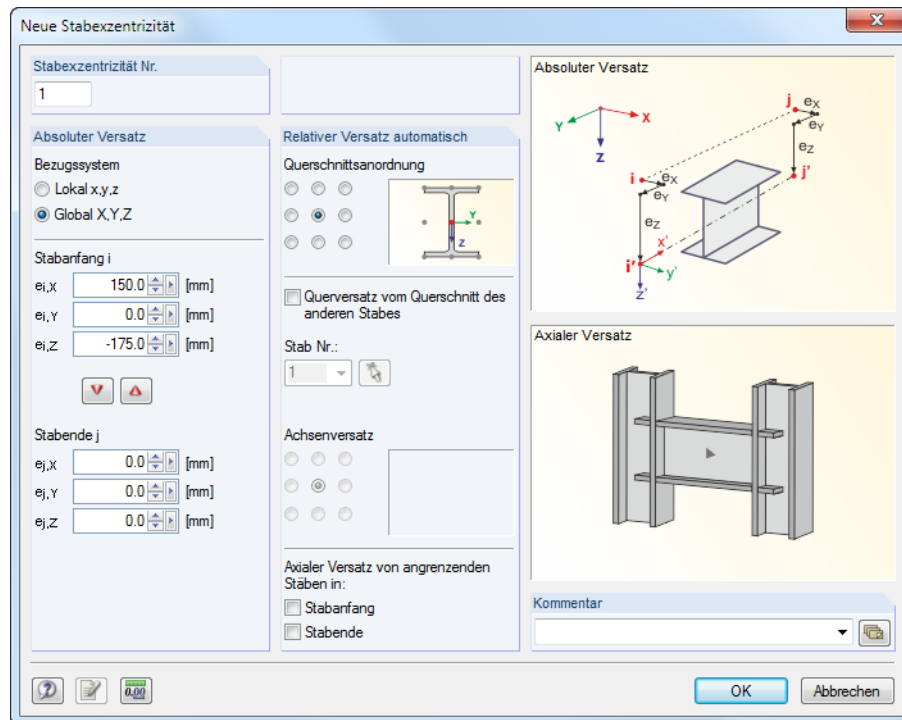 Neue Stabexzentrizität
Stabexzentrizität Nr.
1
Absoluter Versatz
Bezugssystem
Lokal x,y,z
Global X,Y,Z
Stabanfang i
ei,X 150.0 [mm]
ei,Y 0.0 [mm]
ei,Z -175.0 [mm]
Stabende j
ej,X 0.0 [mm]
ej,Y 0.0 [mm]
ej,Z 0.0 [mm]
Relativer Versatz automatisch
Querschnittsanordnung
Y
Z
Querversatz vom Querschnitt des
anderen Stabes
Stab Nr.:
1
Achsenversatz
Axialer Versatz von angrenzenden
Stäben in:
Stabanfang
Stabende
Absoluter Versatz
Y X
Z
j eX
eY
eZ
j'
i eX
eY
eZ
x'
i' y'
z'
Axialer Versatz
Kommentar
0.00
OK
Abbrechen